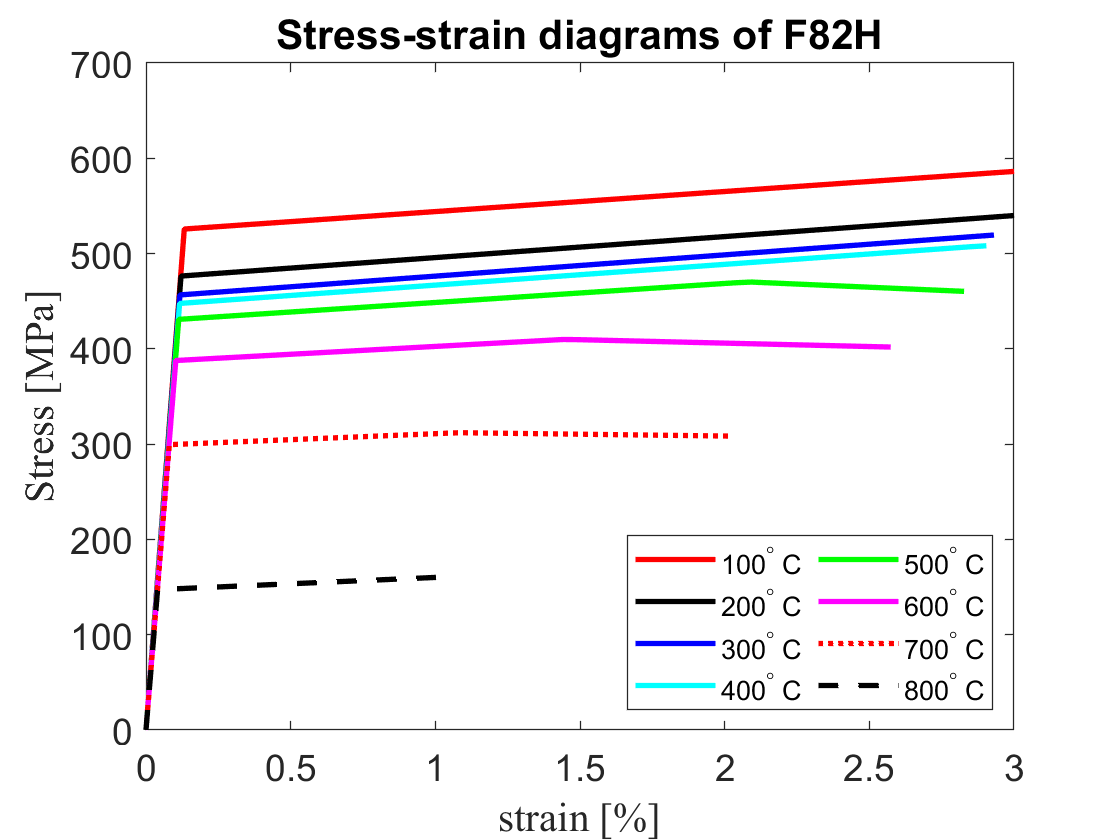 Stress-strain diagrams of F82H
700
600
500
400
300
200
100
0
Stress [MPa]
0 0.5 1 1.5 2 2.5 3
strain [%]
100° C 500° C
200° C 600° C
300° C 700° C
400° C 800° C